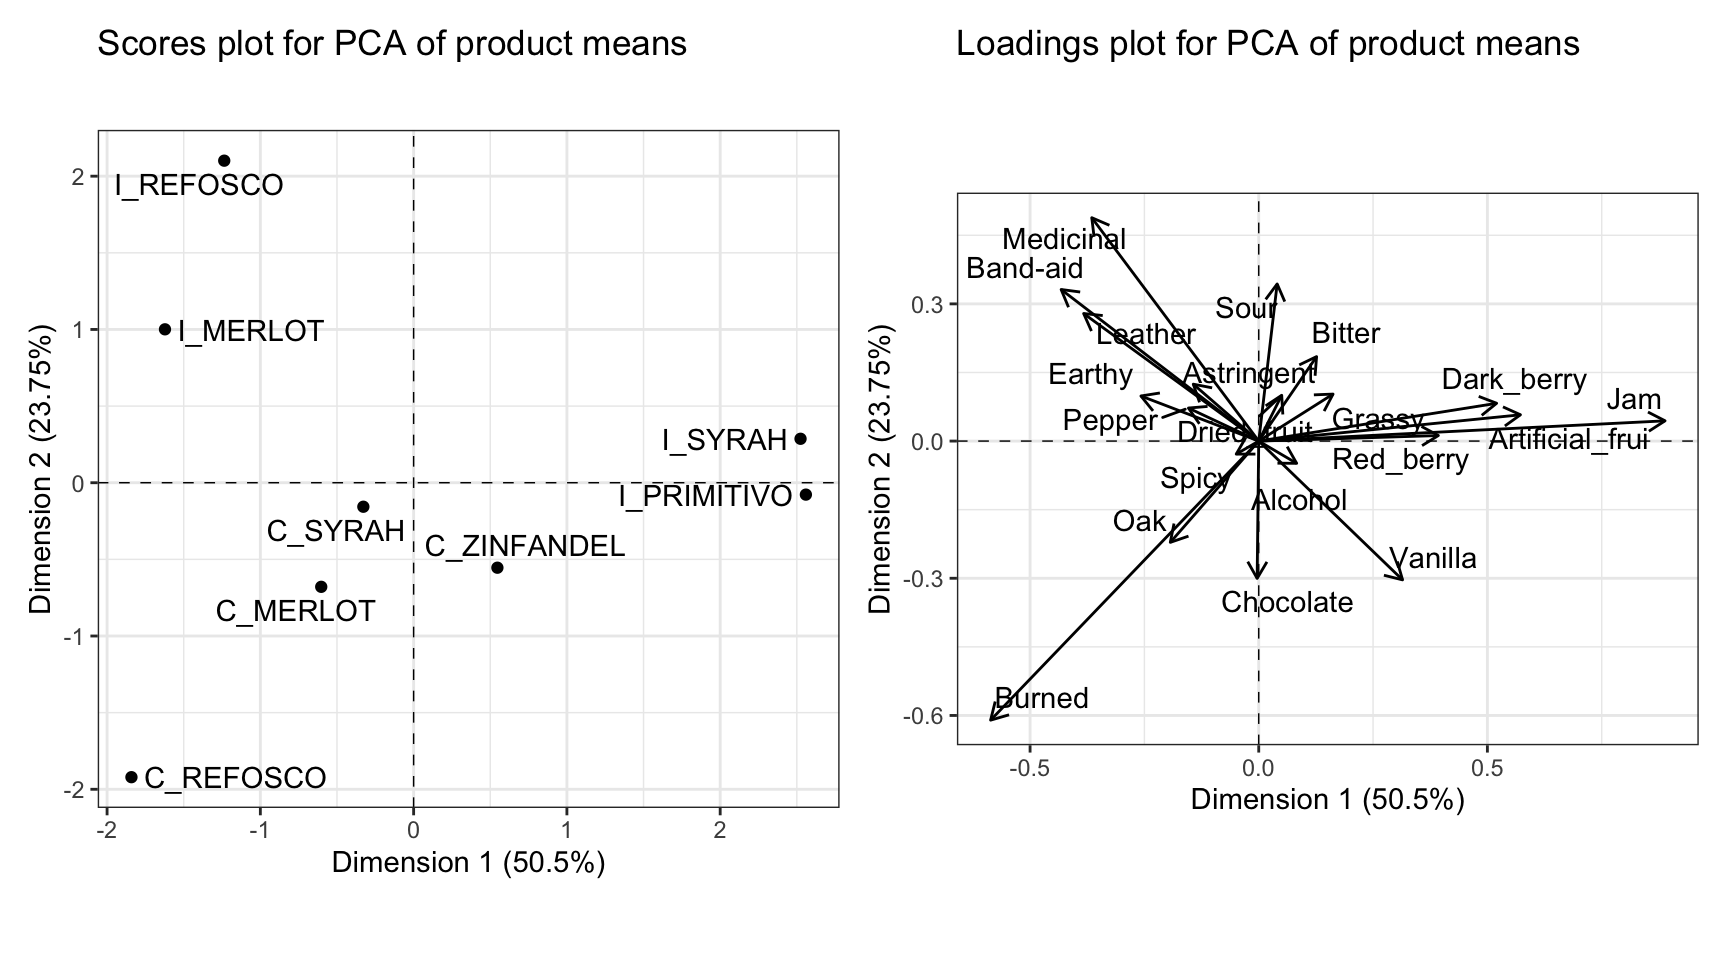 Scores plot for PCA of product means
Dimension 2 (23.75%)
2
1
0
-1
-2
I_REFOSCO
I_MERLOT
I_SYRAH
I_PRIMITIVO
C_SYRAH
C_ZINFANDEL
C_MERLOT
C_REFOSCO
-2 -1 0 1 2
Dimension 1 (50.5%)
Loadings plot for PCA of product means
Dimension 2 (23.75%)
0.3
0.0
-0.3
-0.6
Medicinal
Band-aid
Sour
Leather
Bitter
Earthy
Astringent
Dark_berry
Jam
Pepper
Grassy
Dried_fruit
Artificial_frui
Red_berry
Spicy
Alcohol
Oak
Vanilla
Chocolate
Burned
-0.5 0.0 0.5
Dimension 1 (50.5%)